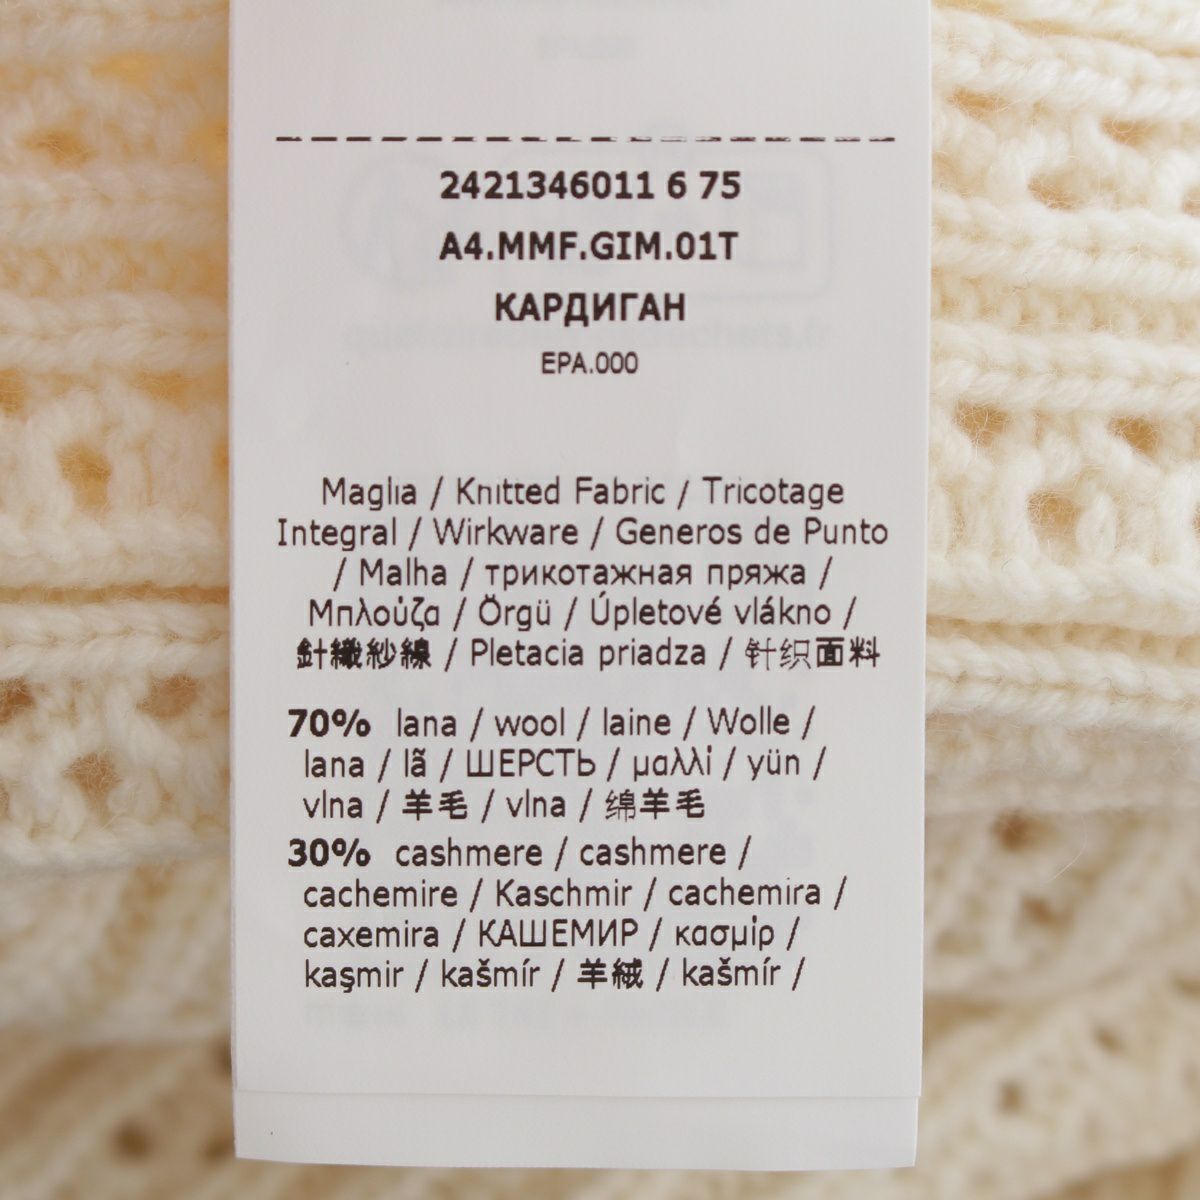 2421346011 6 75
A4.MMF.GIM.01T
КАРДИГАН
EPA.000
Maglia / Knitted Fabric / Tricotage
Integral / Wirkware / Generos de Punto
/ Malha / трикотажная пряжа /
Μπλούζα / Örgü / Úpletové vlákno /
針織紗線 / Pletacia priadza / 针织面料
70% lana / wool / laine / Wolle /
lana / lã / ШЕРСТЬ / μαλλί / yün /
vlna / 羊毛 / vlna / 绵羊毛
30% cashmere / cashmere /
cachemire / Kaschmir / cachemira /
caxemira / КАШЕМИР / κασμίρ /
kaşmir / kašmír / 羊絨 / kašmír /